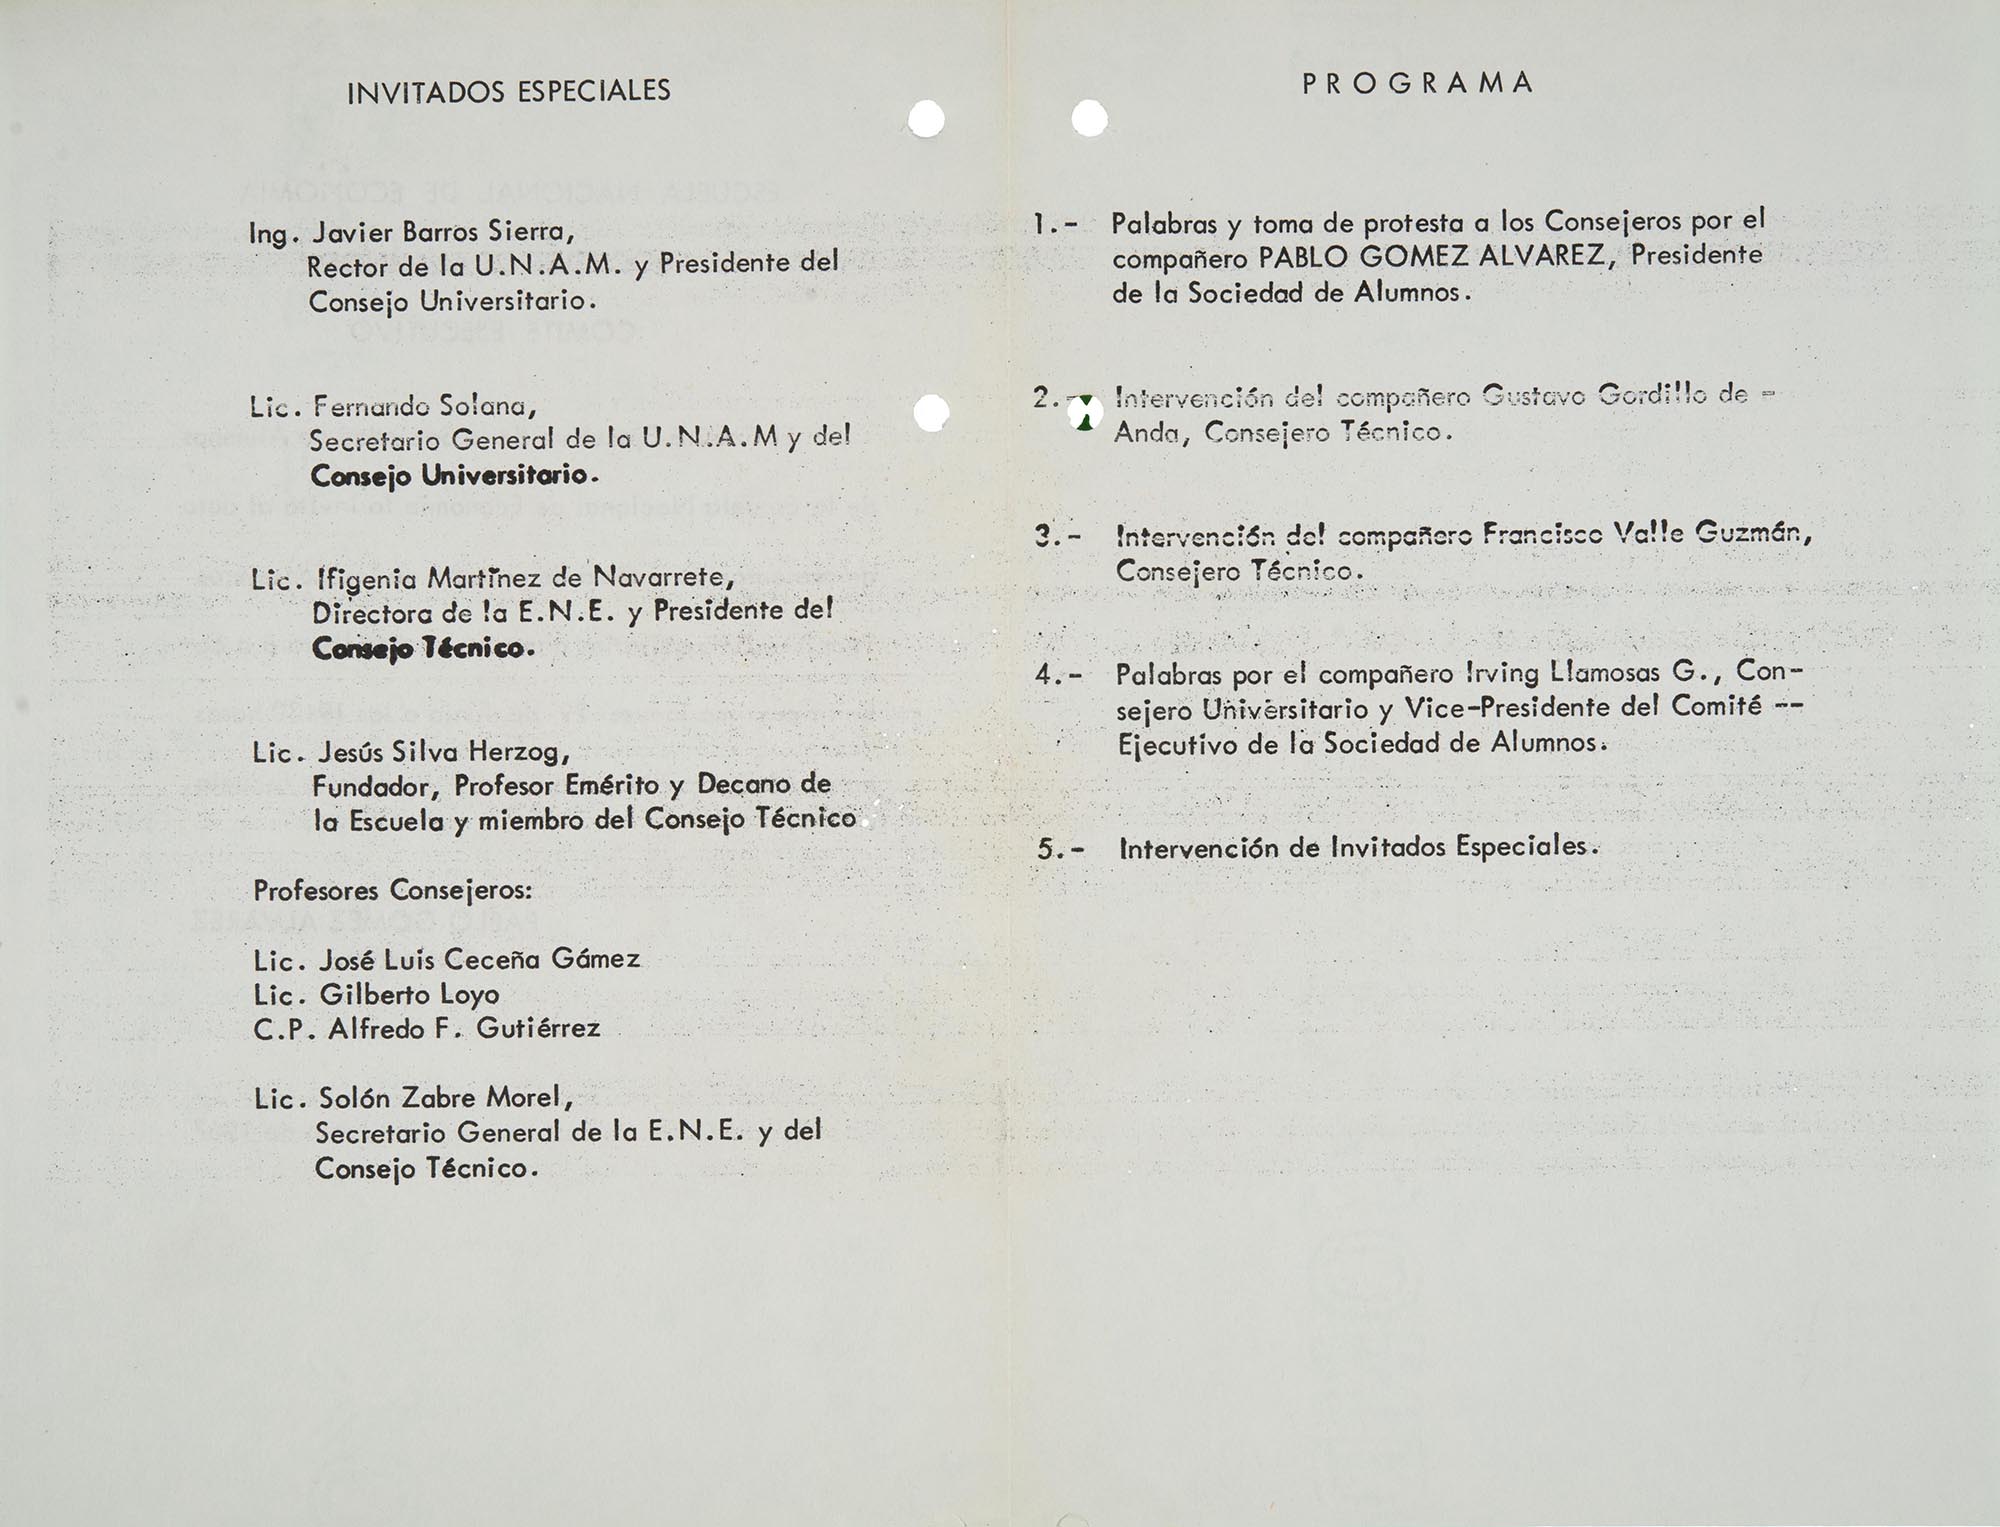 INVITADOS ESPECIALES
Ing. Javier Barros Sierra,
Rector de la U.N.A.M. y Presidente del
Consejo Universitario.
Lic. Fernando Solana,
Secretario General de la U.N.A.M y del
Consejo Universitario.
Lic. Ifigenia Martínez de Navarrete,
Directora de la E.N.E. y Presidente del
Consejo Técnico.
Lic. Jesús Silva Herzog,
Fundador, Profesor Emérito y Decano de
la Escuela y miembro del Consejo Técnico.
Profesores Consejeros:
Lic. José Luis Ceceña Gámez
Lic. Gilberto Loyo
C.P. Alfredo F. Gutiérrez
Lic. Solón Zabre Morel,
Secretario General de la E.N.E. y del
Consejo Técnico.
PROGRAMA
1.- Palabras y toma de protesta a los Consejeros por el
compañero PABLO GOMEZ ALVAREZ, Presidente
de la Sociedad de Alumnos.
2.- Intervención del compañero Gustavo Gordillo de -
Anda, Consejero Técnico.
3.- Intervención del compañero Francisco Valle Guzmán,
Consejero Técnico.
4.- Palabras por el compañero Irving Llamosas G., Con-
sejero Universitario y Vice-Presidente del Comité --
Ejecutivo de la Sociedad de Alumnos.
5.- Intervención de Invitados Especiales.